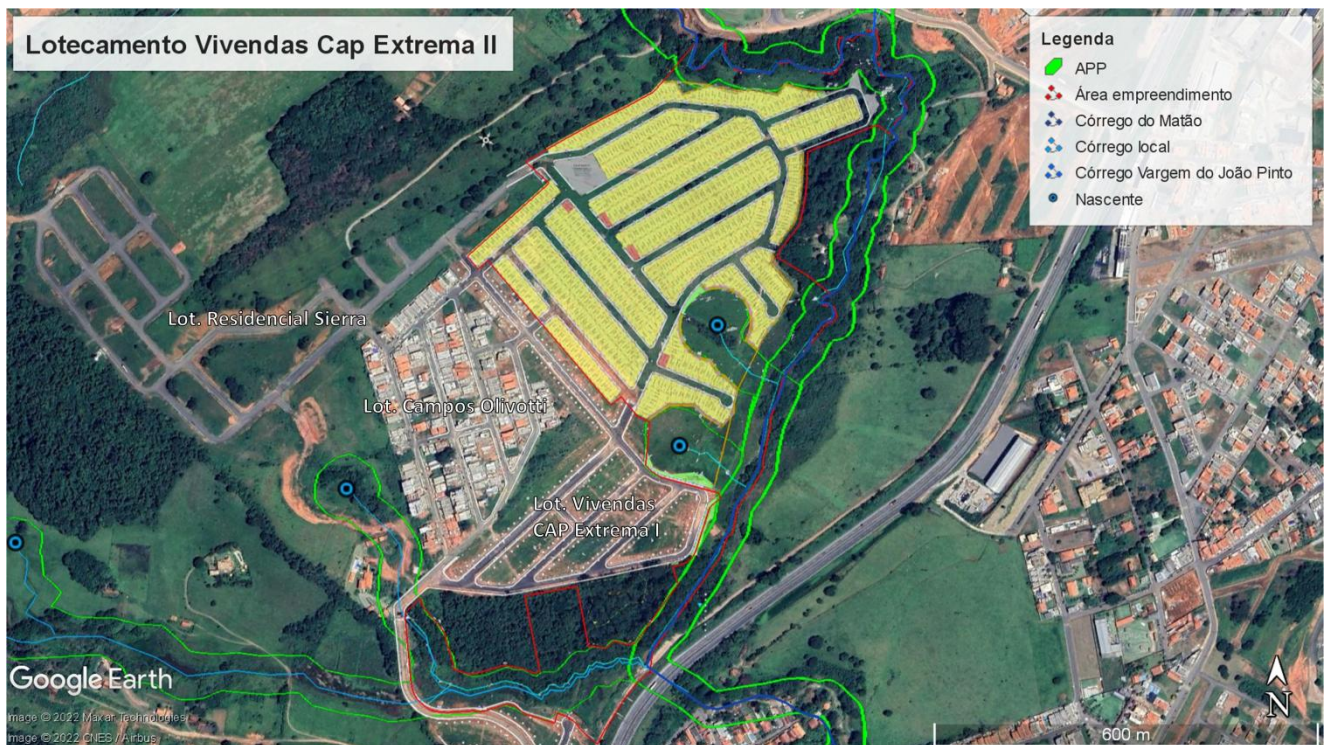 Lotecamento Vivendas Cap Extrema II
Legenda
APP
Área empreendimento
Córrego do Matão
Córrego local
Córrego Vargem do João Pinto
Nascente
Lot. Residencial Sierra
Lot. Campos Olivotti
Lot. Vivendas
CAP Extrema I
Google Earth
Image © 2022 Maxar Technologies
Image © 2022 CNES / Airbus
N
600 m